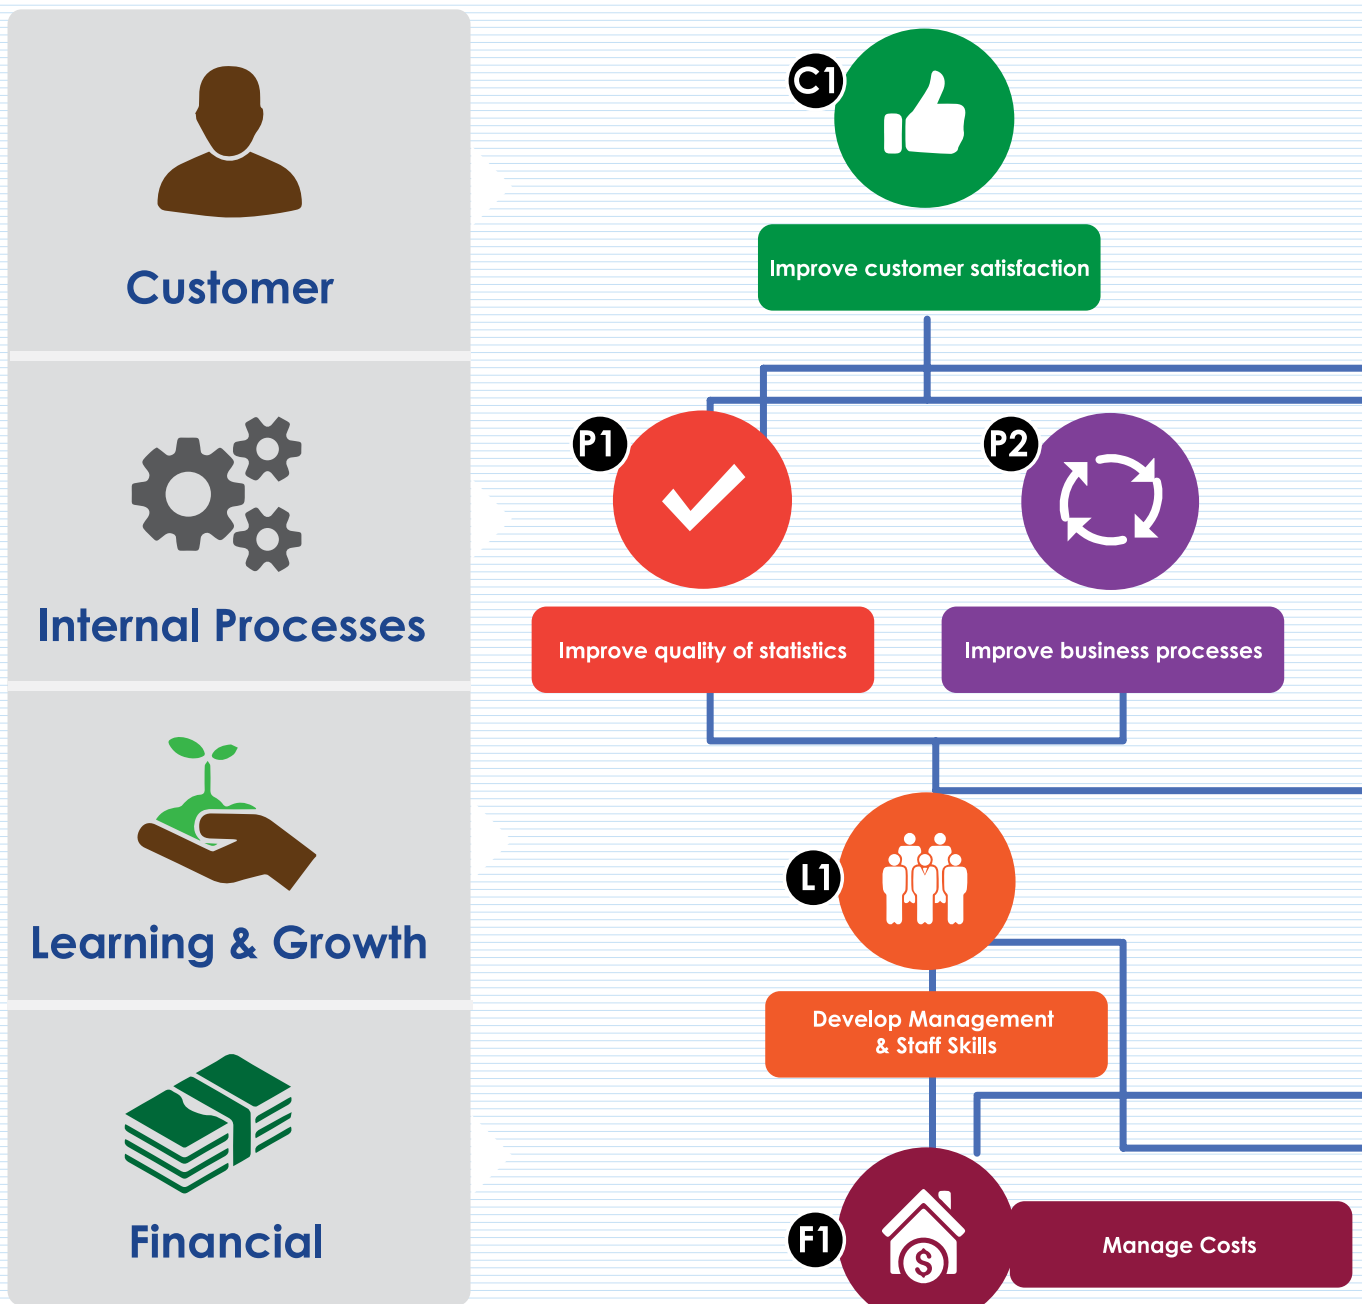 Customer
C1
Improve customer satisfaction
Internal Processes
P1
Improve quality of statistics
P2
Improve business processes
Learning & Growth
L1
Develop Management
& Staff Skills
Financial
F1
$
Manage Costs